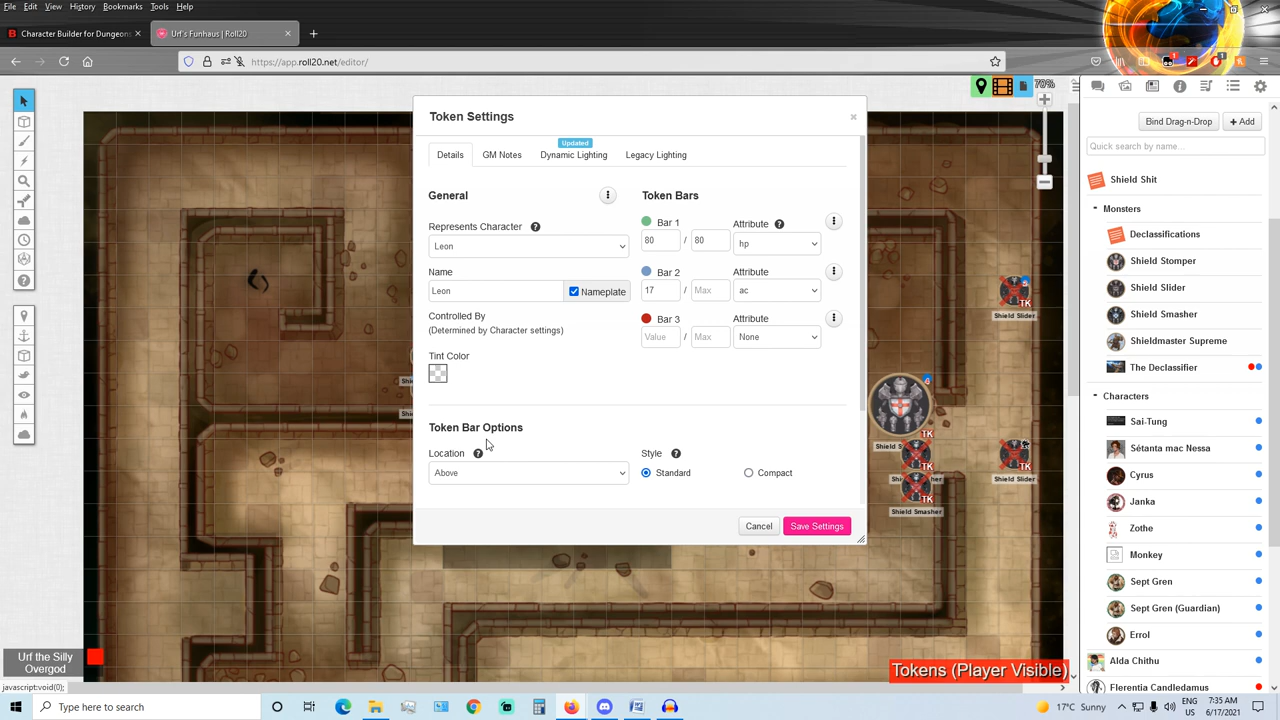 File Edit View History Bookmarks Tools Help
Character Builder for Dungeons
Urf's Funhaus | Roll20
https://app.roll20.net/editor/
79%
Token Settings
Updated
Details GM Notes Dynamic Lighting Legacy Lighting
General
Token Bars
Represents Character
Leon
Name
Leon
Nameplate
Controlled By
(Determined by Character settings)
Tint Color
Bar 1 Attribute
80 / 80 hp
Bar 2 Attribute
17 / Max ac
Bar 3 Attribute
Value / Max None
Token Bar Options
Location
Above
Style
Standard Compact
Cancel Save Settings
TK
Shield Slider
4
TK
TK
TK
Shield Smasher
TK
Shield Slider
Bind Drag-n-Drop + Add
Quick search by name...
Shield Shit
Monsters
Declassifications
Shield Stomper
Shield Slider
Shield Smasher
Shieldmaster Supreme
The Declassifier
Characters
Sai-Tung
Sétanta mac Nessa
Cyrus
Janka
Zothe
Monkey
Sept Gren
Sept Gren (Guardian)
Errol
Alda Chithu
Florentia Candledamus
Urf the Silly
Overgod
Tokens (Player Visible)
javascript:void(0);
Type here to search
17°C Sunny
ENG
US
7:35 AM
6/17/2021